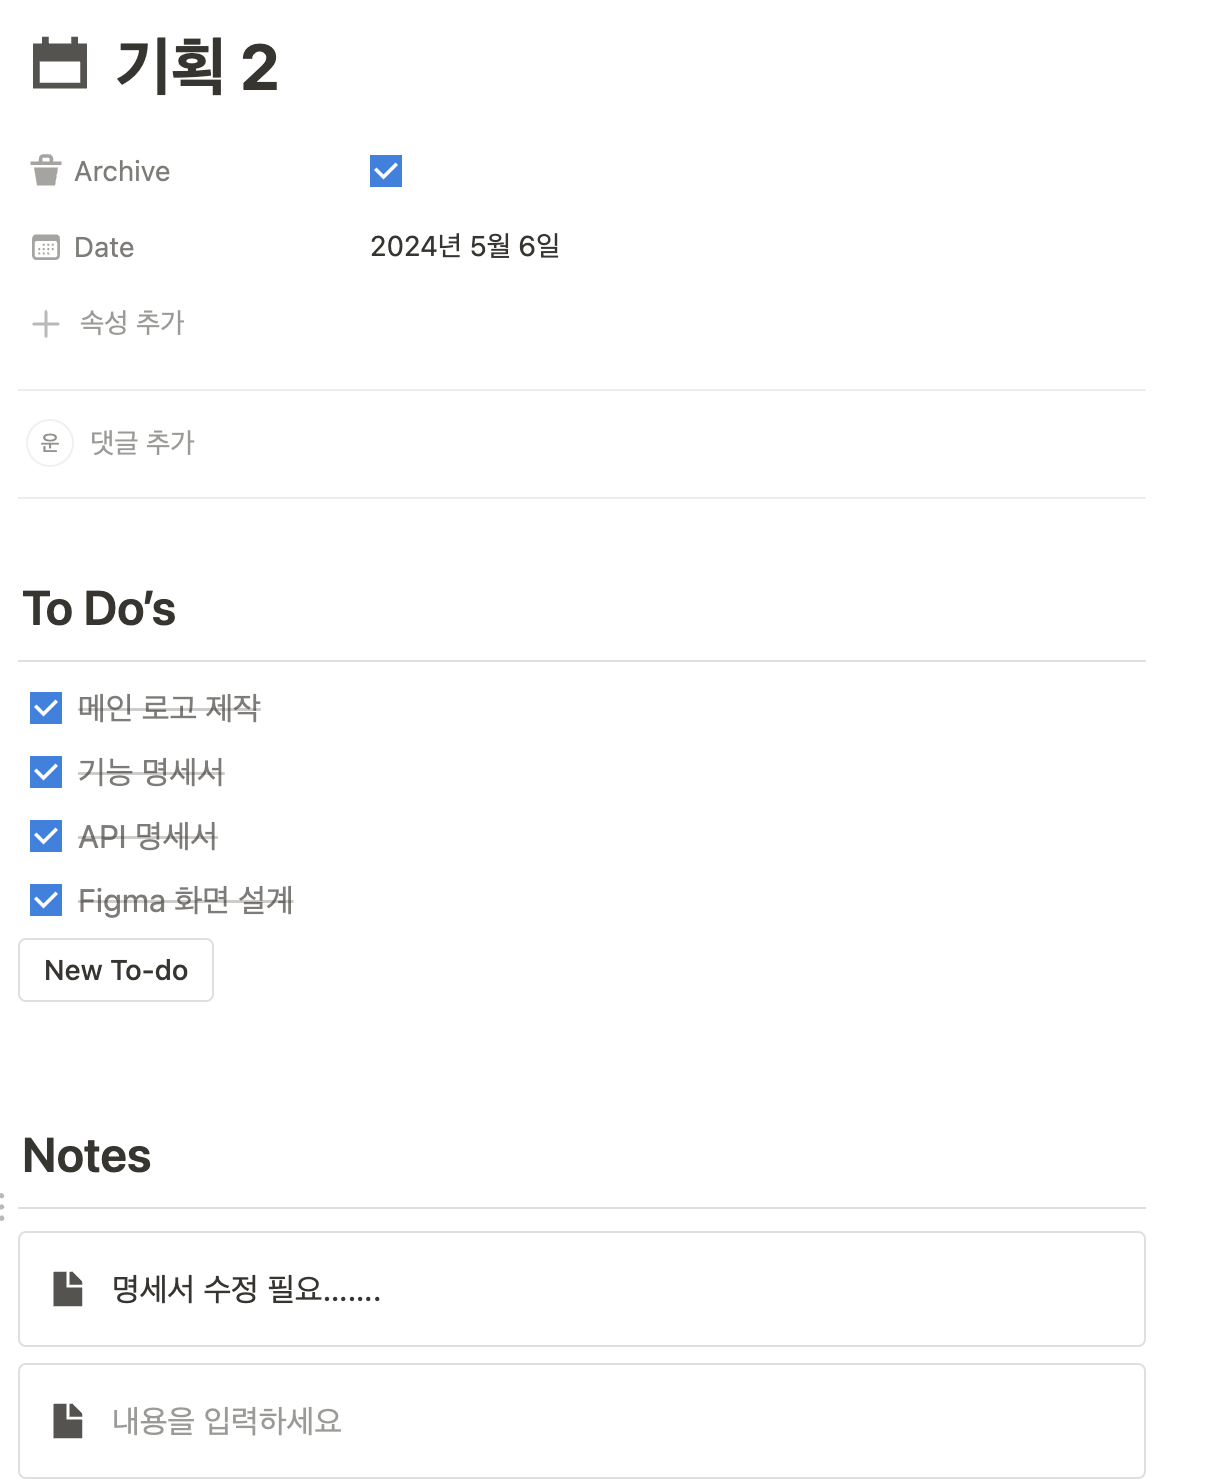 기획 2
Archive
Date 2024년 5월 6일
속성 추가
운 댓글 추가
To Do’s
메인 로고 제작
기능 명세서
API 명세서
Figma 화면 설계
New To-do
Notes
명세서 수정 필요…….
내용을 입력하세요